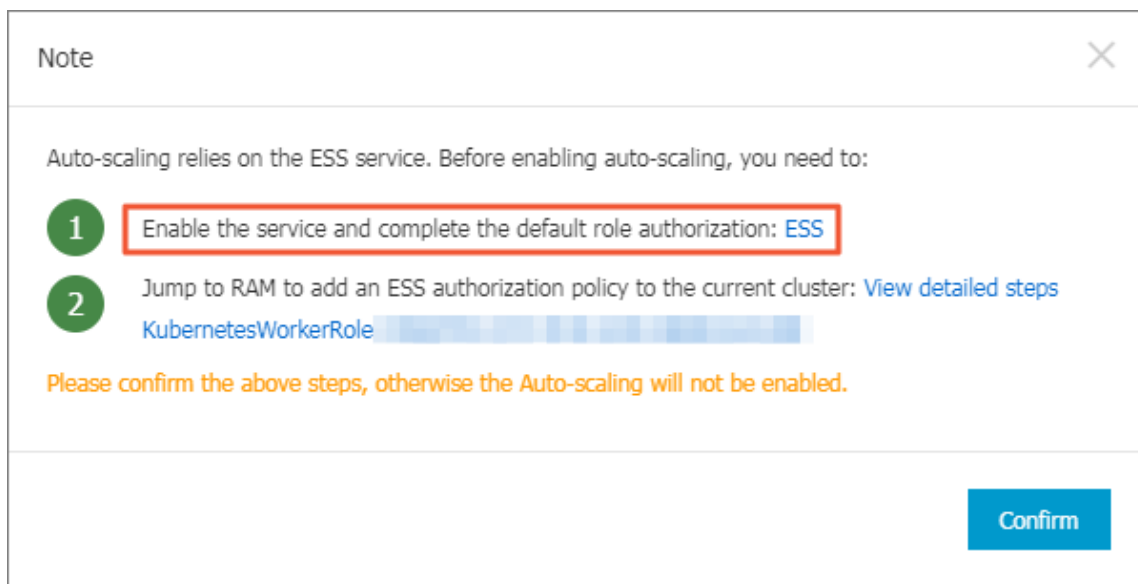 Note
Auto-scaling relies on the ESS service. Before enabling auto-scaling, you need to:
1 Enable the service and complete the default role authorization: ESS
2 Jump to RAM to add an ESS authorization policy to the current cluster: View detailed steps
KubernetesWorkerRole
Please confirm the above steps, otherwise the Auto-scaling will not be enabled.
Confirm